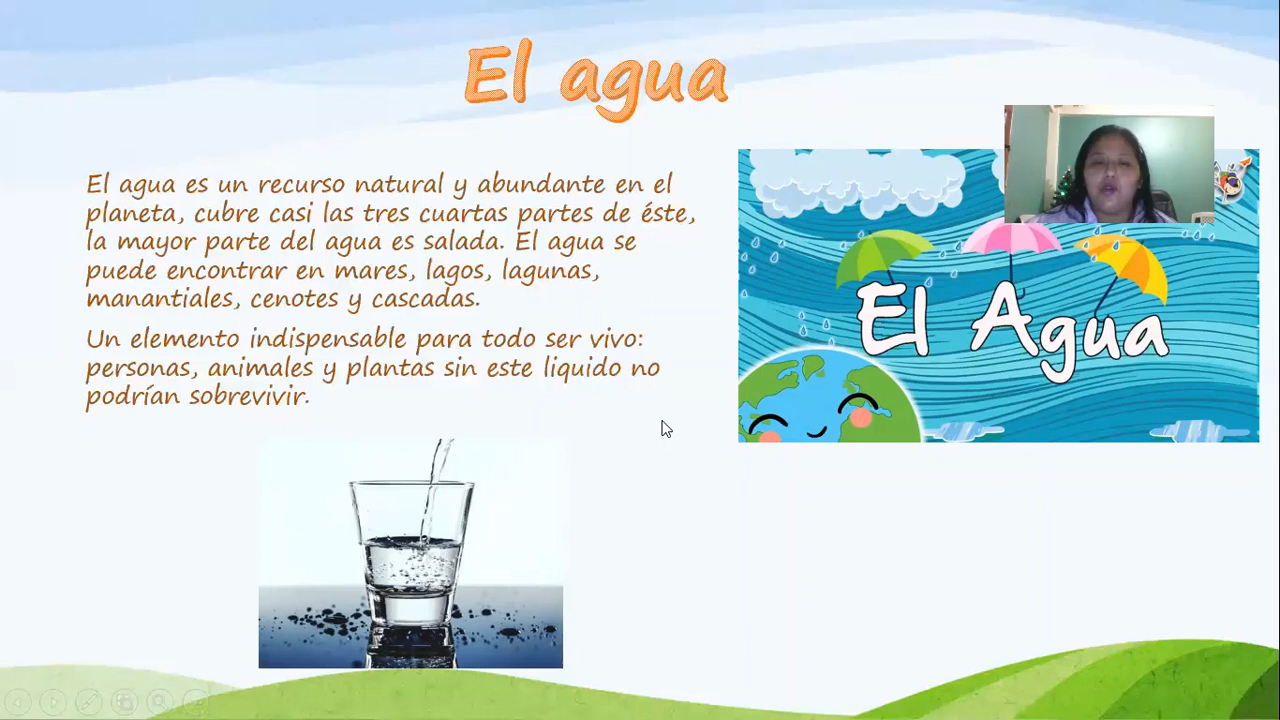 El agua
El agua es un recurso natural y abundante en el
planeta, cubre casi las tres cuartas partes de éste,
la mayor parte del agua es salada. El agua se
puede encontrar en mares, lagos, lagunas,
manantiales, cenotes y cascadas.
Un elemento indispensable para todo ser vivo:
personas, animales y plantas sin este liquido no
podrían sobrevivir.
El Agua